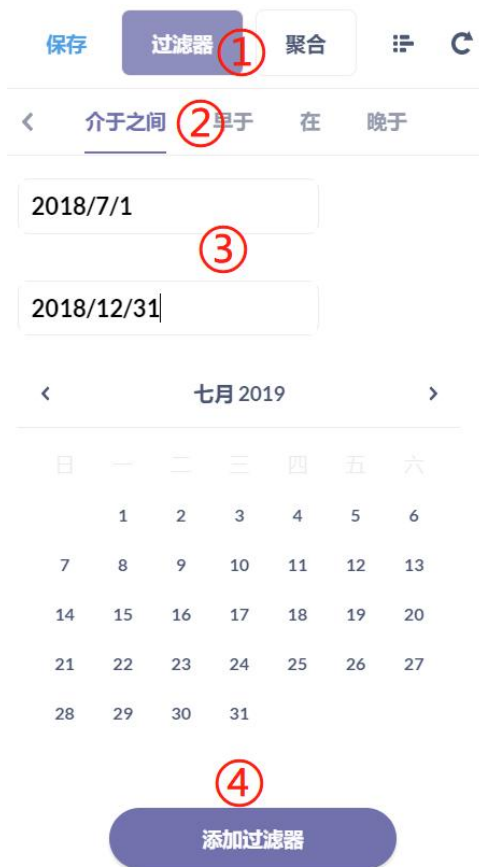 保存 过滤器 ① 聚合
介于之间 ② 早于 在 晚于
2018/7/1
③
2018/12/31
七月 2019
日 一 二 三 四 五 六
1 2 3 4 5 6
7 8 9 10 11 12 13
14 15 16 17 18 19 20
21 22 23 24 25 26 27
28 29 30 31
④
添加过滤器